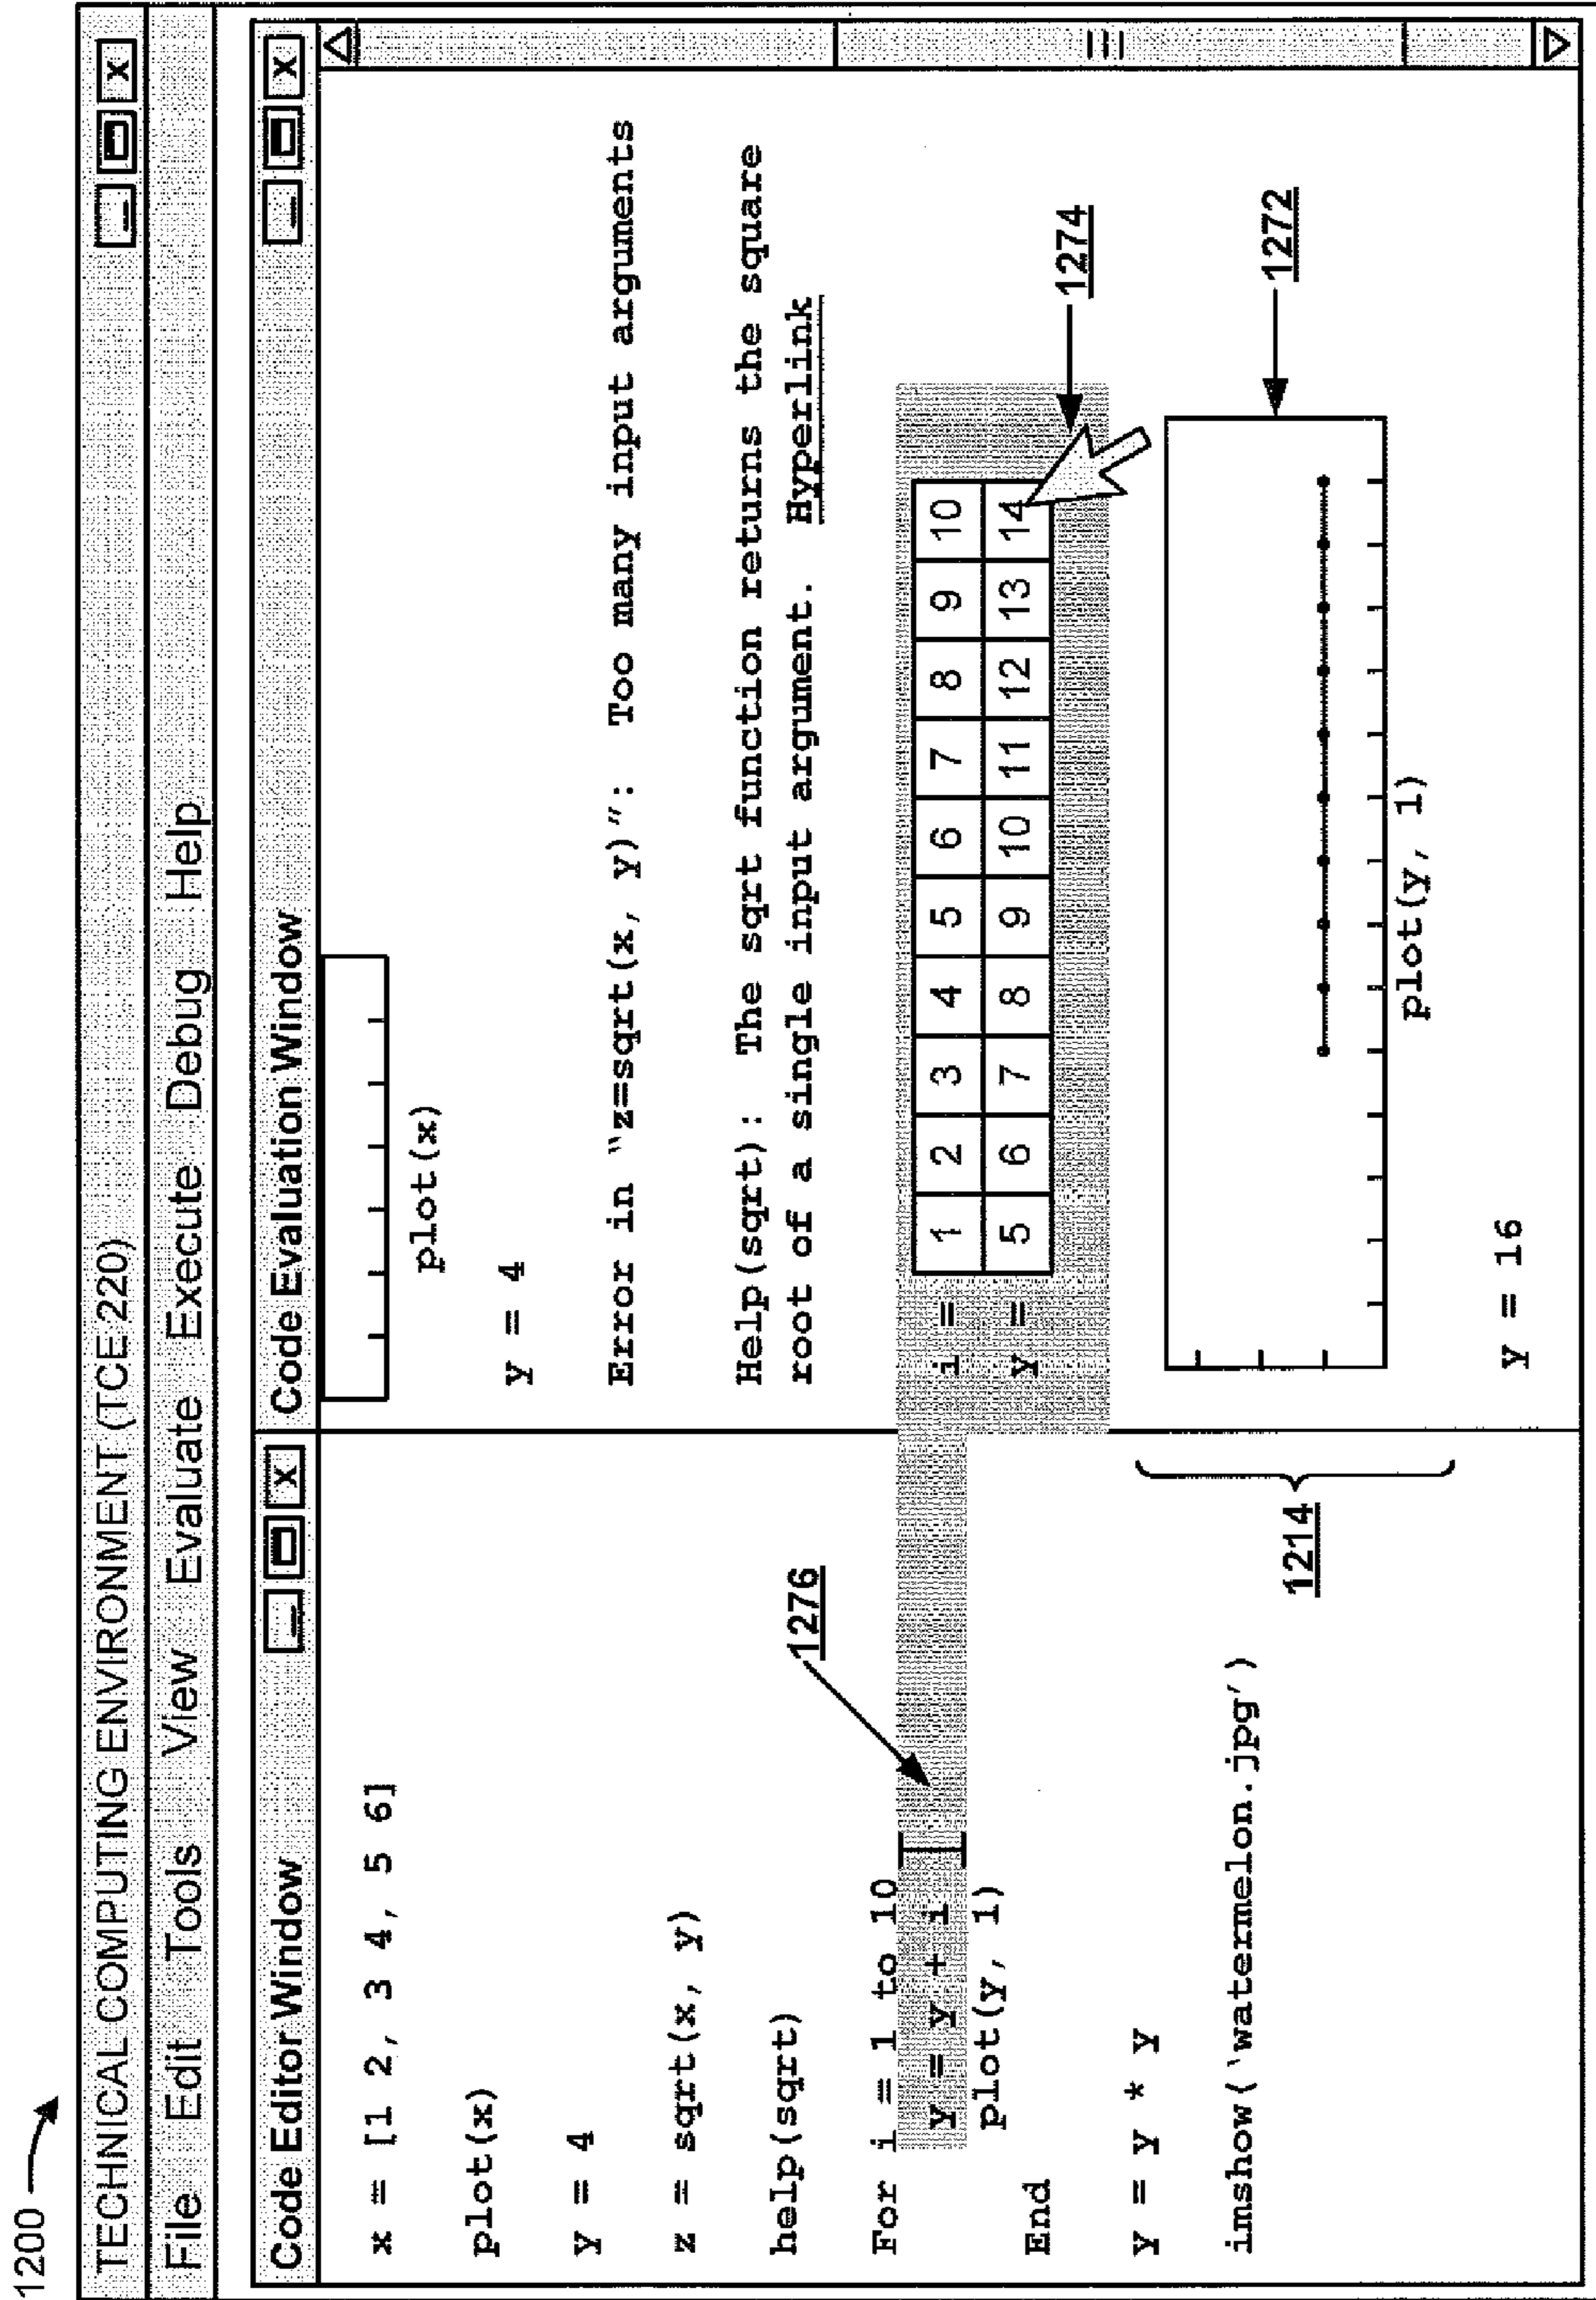 1200
TECHNICAL COMPUTING ENVIRONMENT (TCE 220)
File Edit Tools View Evaluate Execute Debug Help
Code Editor Window
x = [1 2, 3 4, 5 6]
plot(x)
y = 4
z = sqrt(x, y)
help(sqrt)
1276
For i = 1 to 10
y = y + i
plot(y, 1)
End
y = y * y
imshow('watermelon.jpg')
1214
Code Evaluation Window
plot(x)
y = 4
Error in "z=sqrt(x, y)": Too many input arguments
Help(sqrt): The sqrt function returns the square
root of a single input argument. Hyperlink
i = 1 2 3 4 5 6 7 8 9 10
y = 5 6 7 8 9 10 11 12 13 14
1274
1272
plot(y, 1)
y = 16